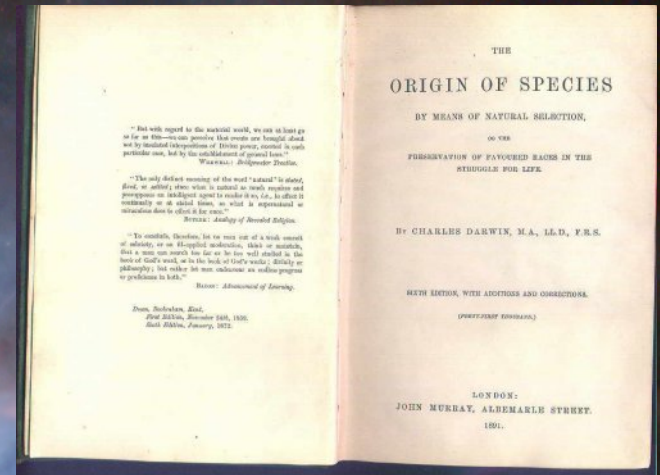 "But with regard to the material world, we can at least go
so far as this—we can perceive that events are brought about
not by insulated interpositions of Divine power, exerted in each
particular case, but by the establishment of general laws."
WHEWELL: Bridgewater Treatise.
"The only distinct meaning of the word 'natural' is stated,
fixed, or settled; since what is natural as much requires and
presupposes an intelligent agent to render it so, i.e., to effect it
continually or at stated times, as what is supernatural or
miraculous does to effect it for once."
BUTLER: Analogy of Revealed Religion.
"To conclude, therefore, let no man out of a weak conceit
of sobriety, or an ill-applied moderation, think or maintain,
that a man can search too far or be too well studied in the
book of God's word, or in the book of God's works; divinity or
philosophy; but rather let men endeavour an endless progress
or proficience in both."
BACON: Advancement of Learning.
Down, Beckenham, Kent,
First Edition, November 24th, 1859.
Sixth Edition, January, 1872.
THE
ORIGIN OF SPECIES
BY MEANS OF NATURAL SELECTION,
OR THE
PRESERVATION OF FAVOURED RACES IN THE
STRUGGLE FOR LIFE.
BY CHARLES DARWIN, M.A., LL.D., F.R.S.
SIXTH EDITION, WITH ADDITIONS AND CORRECTIONS.
(FORTY-FIRST THOUSAND.)
LONDON:
JOHN MURRAY, ALBEMARLE STREET.
1891.